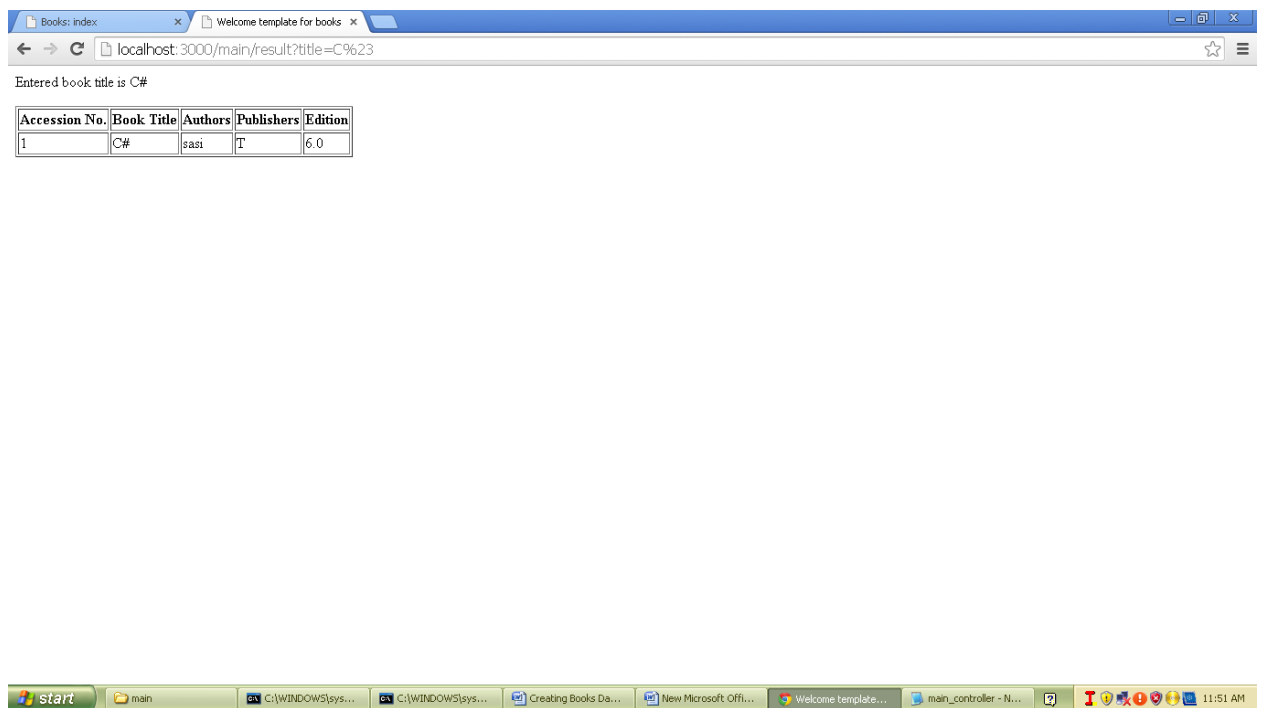 Books: index
Welcome template for books
localhost:3000/main/result?title=C%23
Entered book title is C#
Accession No. Book Title Authors Publishers Edition
1 C# sasi T 6.0
start main C:\WINDOWS\sys... C:\WINDOWS\sys... Creating Books Da... New Microsoft Offi... Welcome template... main_controller - N... 11:51 AM